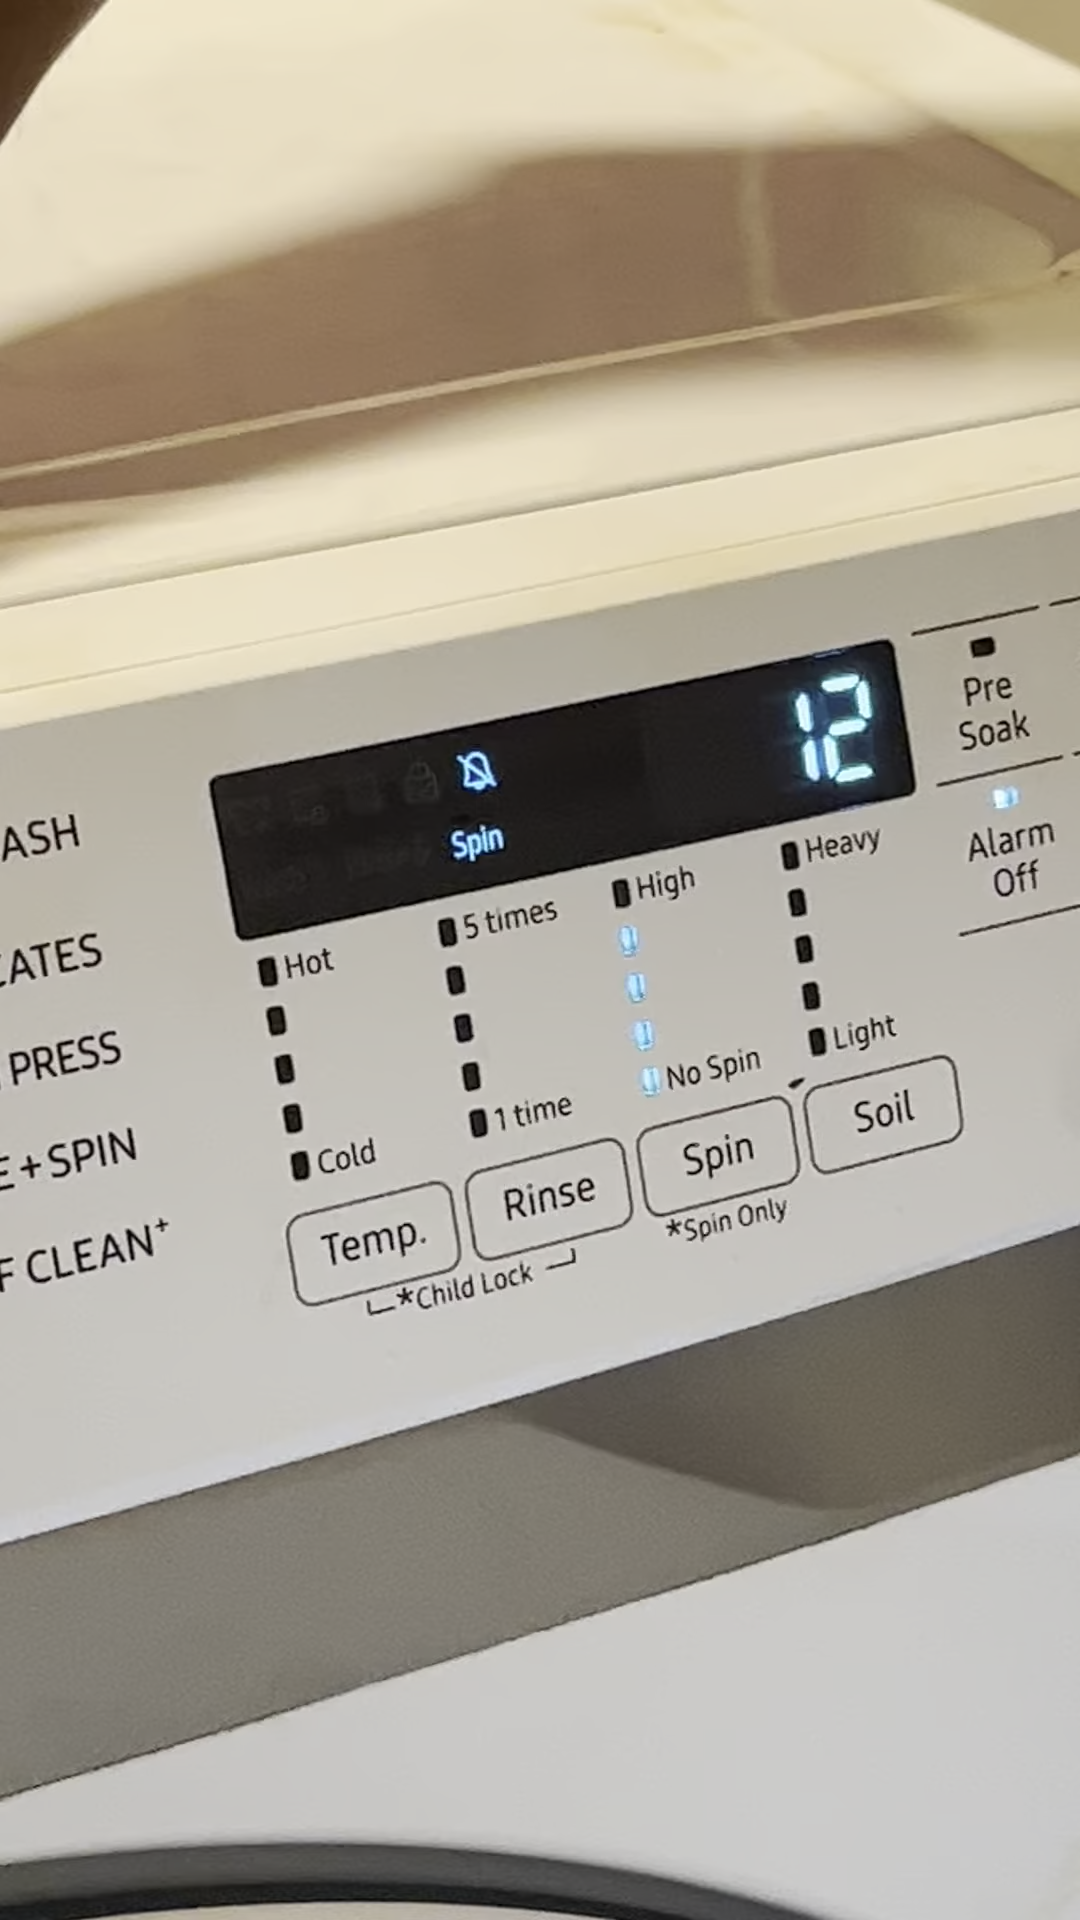 12
Spin
Pre
Soak
Alarm
Off
ASH
CATES
PRESS
E+SPIN
F CLEAN+
Hot
Cold
5 times
1 time
High
No Spin
Heavy
Light
Temp.
Rinse
Spin
Soil
*Child Lock
*Spin Only